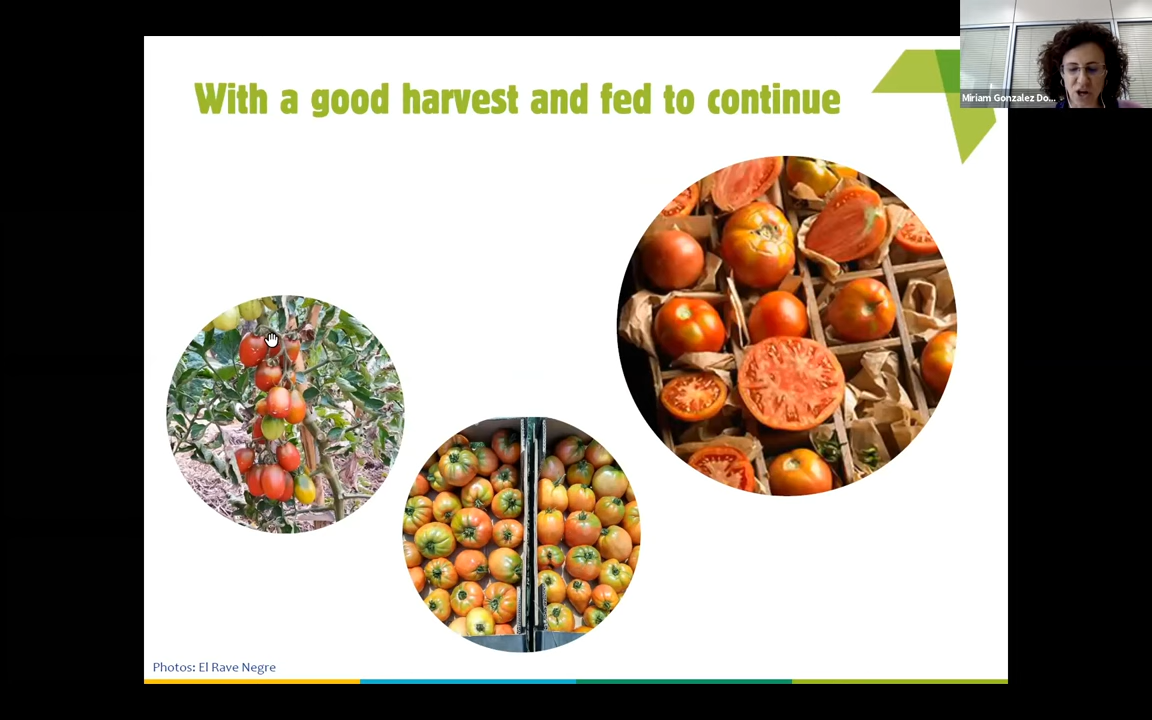 With a good harvest and fed to continue
Miriam Gonzalez Do...
Photos: El Rave Negre